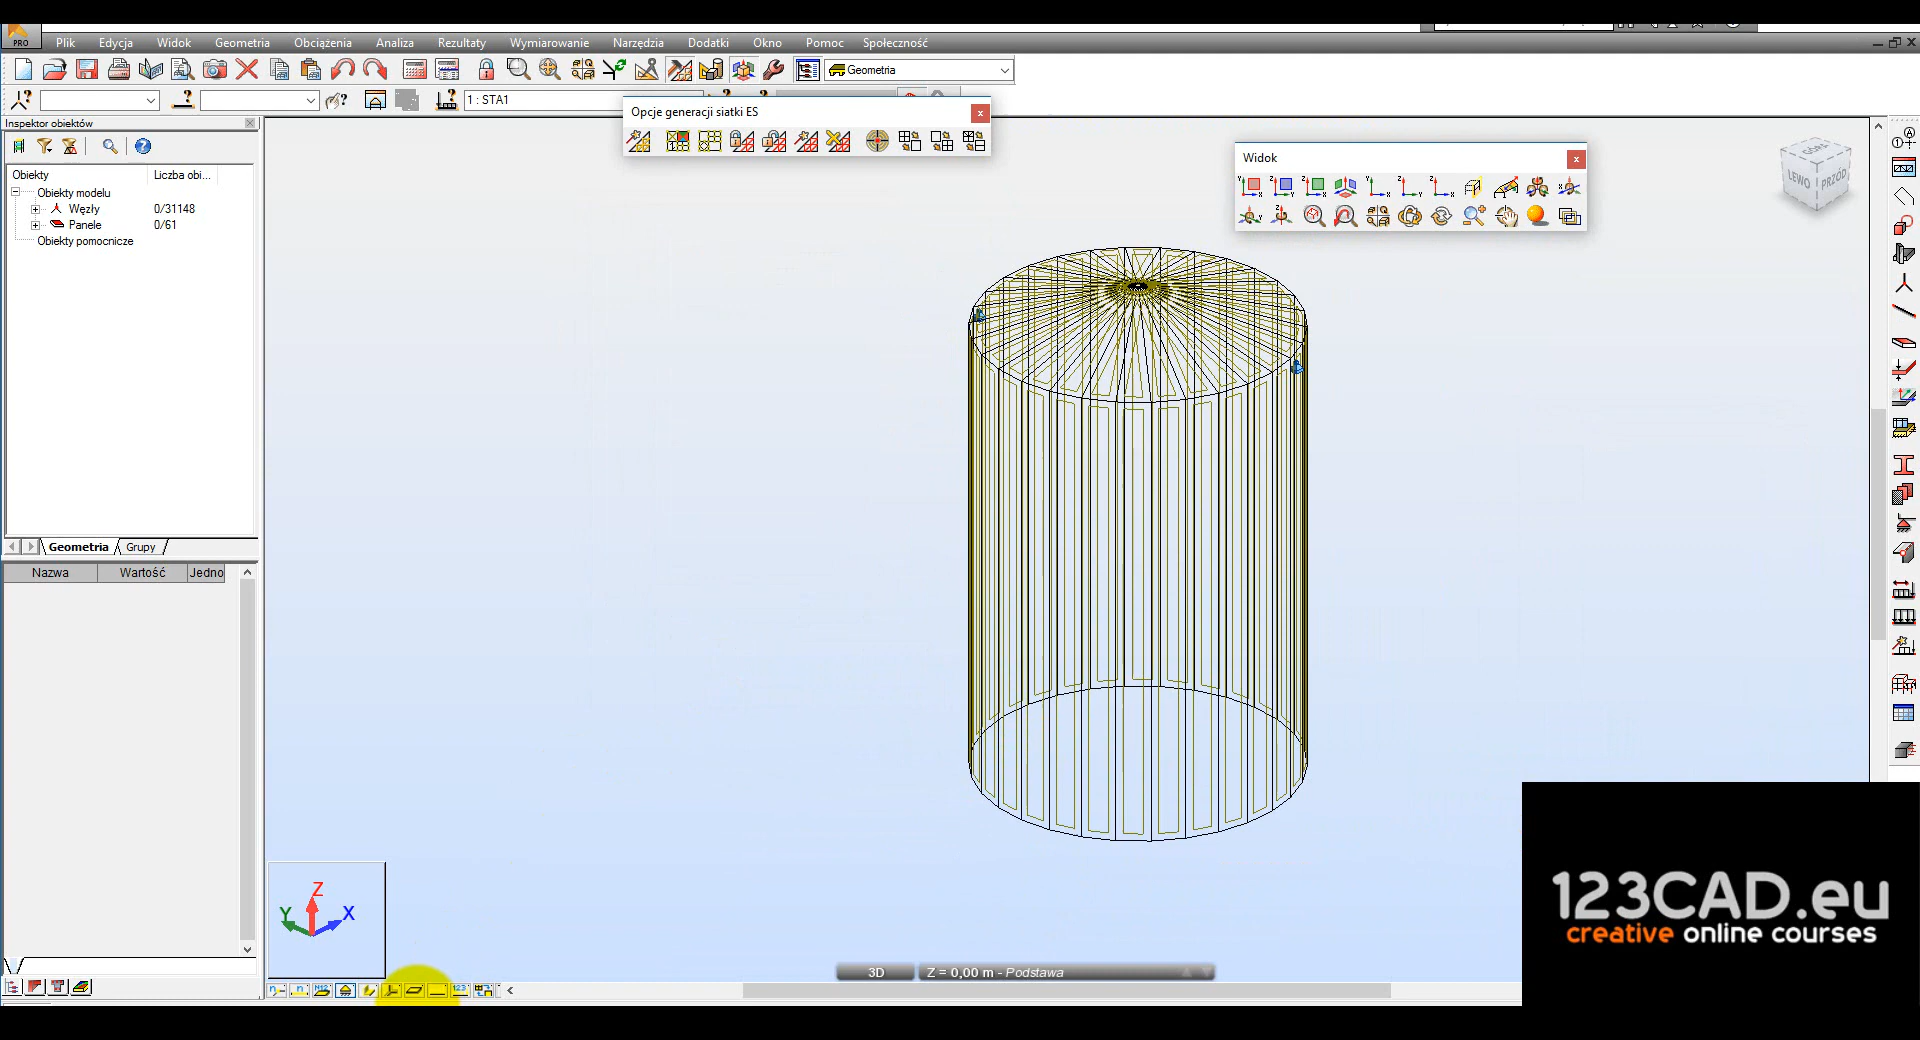 PRO
Plik Edycja Widok Geometria Obciążenia Analiza Rezultaty Wymiarowanie Narzędzia Dodatki Okno Pomoc Społeczność
Geometria
1 : STA1
Inspektor obiektów
Opcje generacji siatki ES
Widok
GÓRA
LEWO PRZÓD
Obiekty Liczba obi...
Obiekty modelu
Węzły 0/31148
Panele 0/61
Obiekty pomocnicze
Geometria Grupy
Nazwa Wartość Jedno
Z
Y X
3D Z = 0,00 m - Podstawa
123CAD.eu
creative online courses